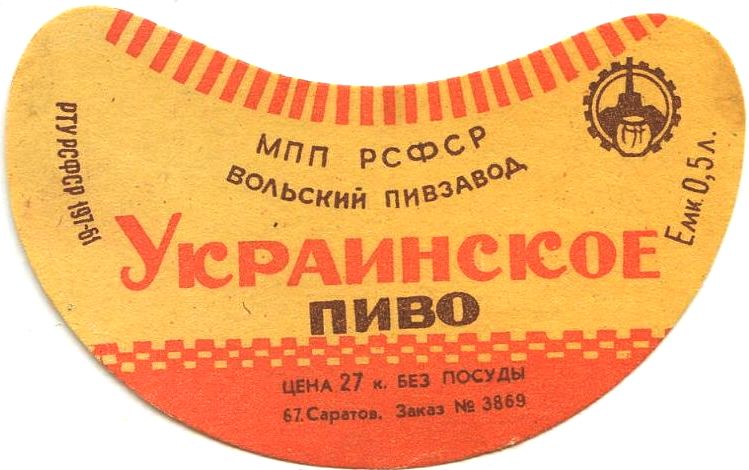 МПП РСФСР
ВОЛЬСКИЙ ПИВЗАВОД
РТУ РСФСР 197-61
Емк. 0,5 л.
УКРАИНСКОЕ
ПИВО
ЦЕНА 27 к. БЕЗ ПОСУДЫ
67. Саратов. Заказ № 3869